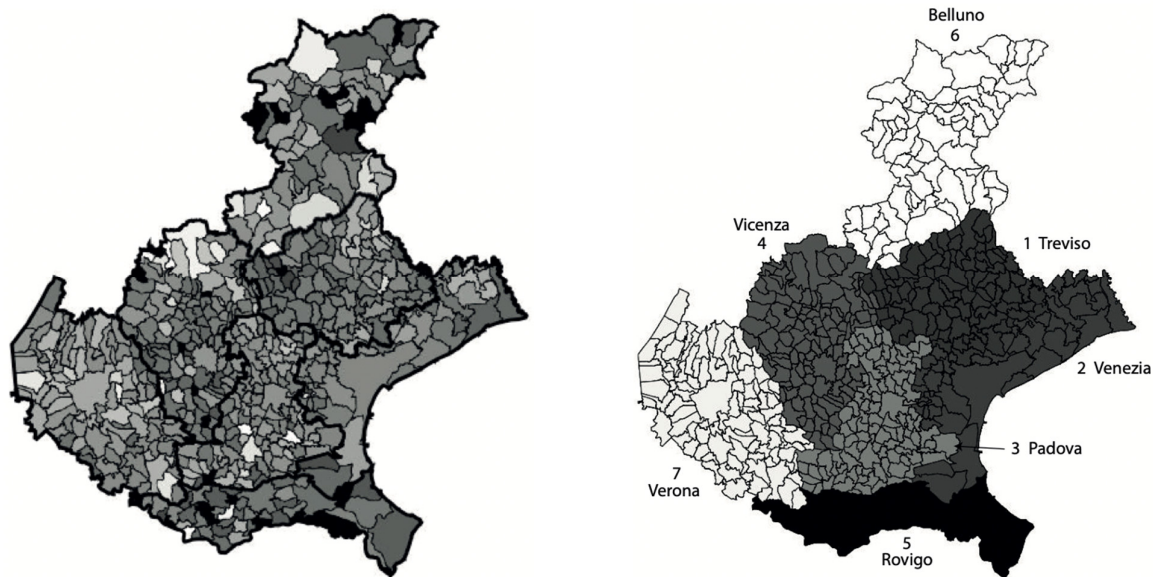 Belluno
6
Vicenza
4
1 Treviso
2 Venezia
3 Padova
7
Verona
5
Rovigo